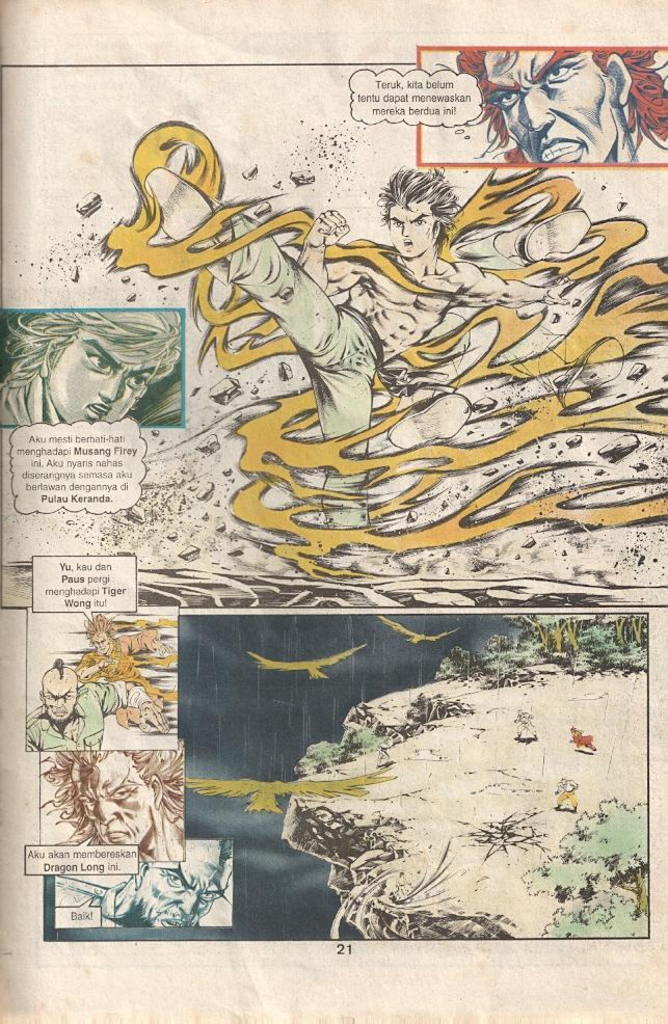 Teruk, kita belum
tentu dapat menewaskan
mereka berdua ini!
Aku mesti berhati-hati
menghadapi Musang Firey
ini. Aku nyaris nahas
diserangnya semasa aku
berlawan dengannya di
Pulau Keranda.
Yu, kau dan
Paus pergi
menghadapi Tiger
Wong itu!
Aku akan membereskan
Dragon Long ini.
Baik!
21